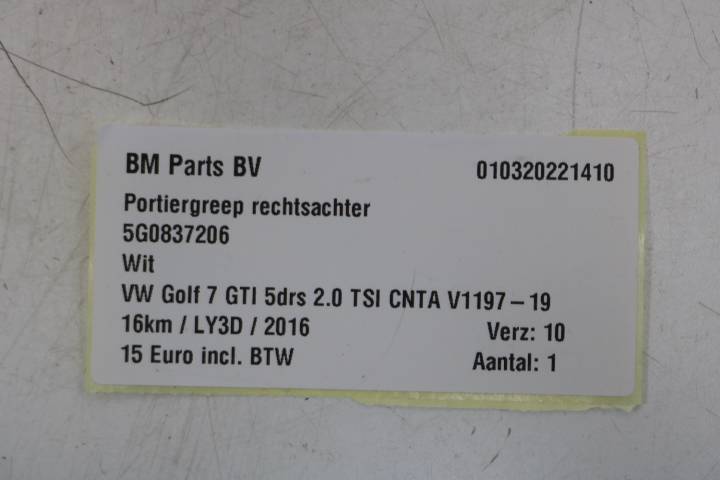 BM Parts BV 010320221410
Portiergreep rechtsachter
5G0837206
Wit
VW Golf 7 GTI 5drs 2.0 TSI CNTA V1197 – 19
16km / LY3D / 2016 Verz: 10
15 Euro incl. BTW Aantal: 1